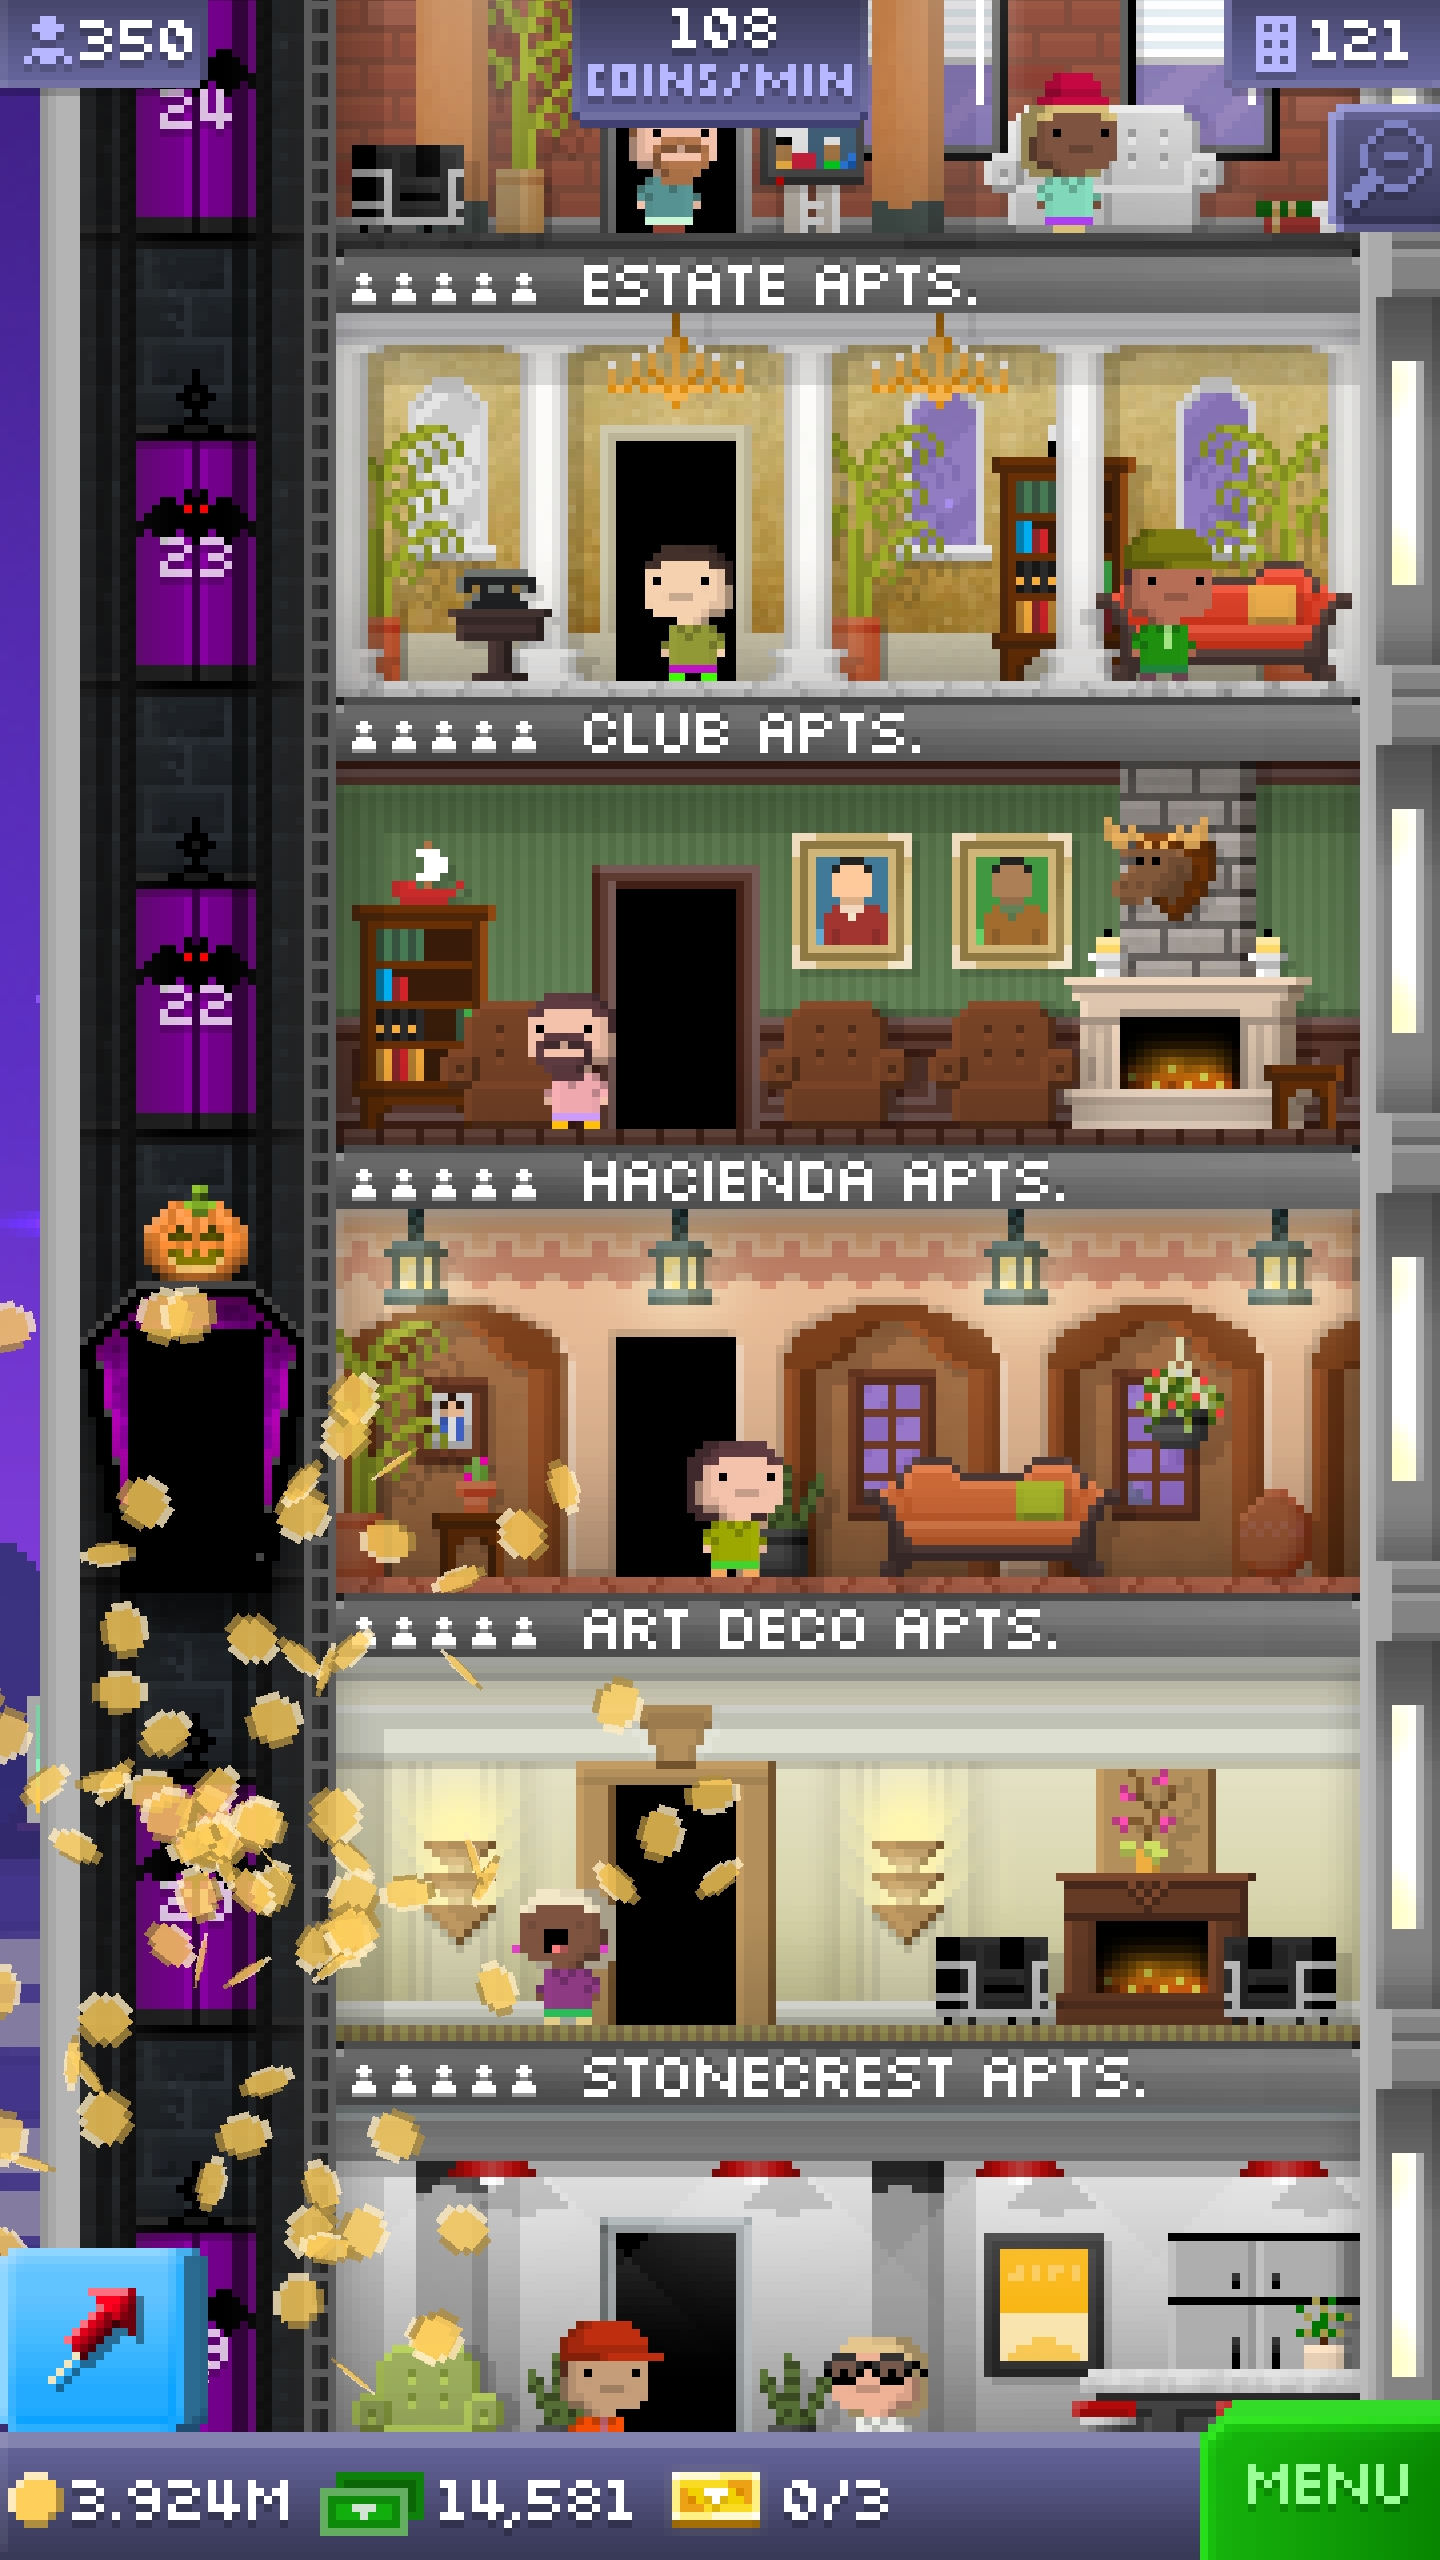 350
108
COINS/MIN
121
24
ESTATE APTS.
23
CLUB APTS.
22
HACIENDA APTS.
ART DECO APTS.
STONECREST APTS.
3.924M
14,581
0/3
MENU